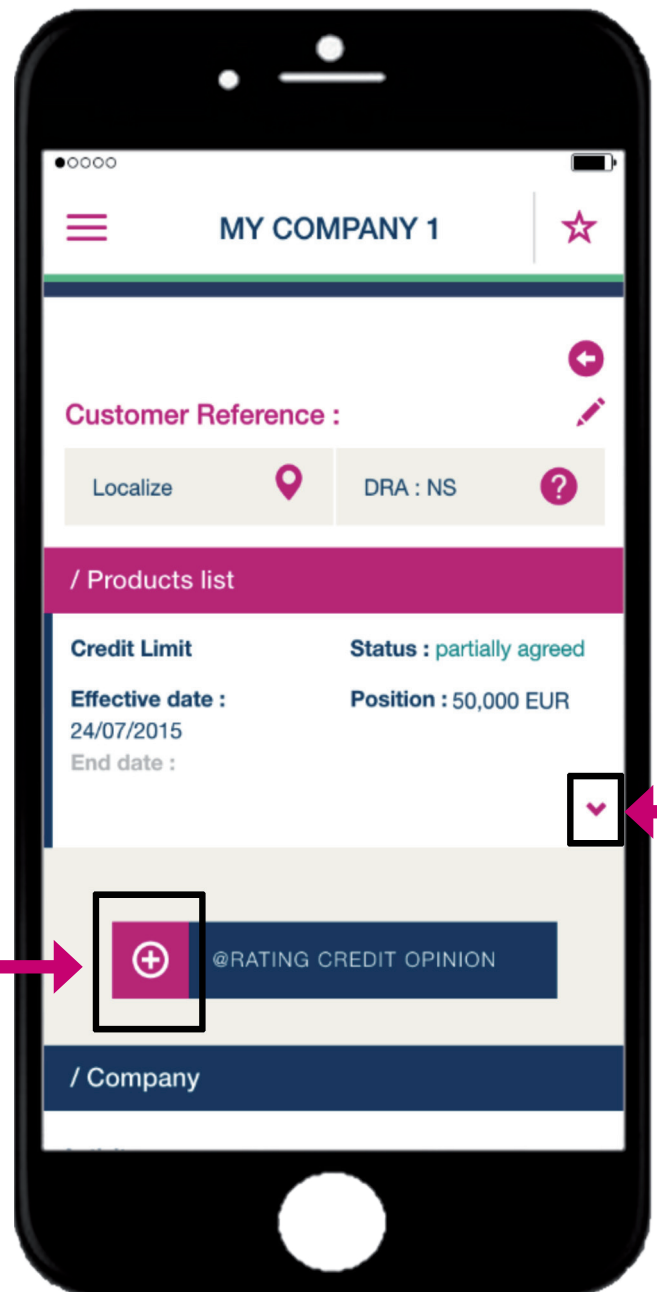 MY COMPANY 1
Customer Reference :
Localize
DRA : NS
?
/ Products list
Credit Limit
Status : partially agreed
Effective date :
Position : 50,000 EUR
24/07/2015
End date :
@RATING CREDIT OPINION
/ Company